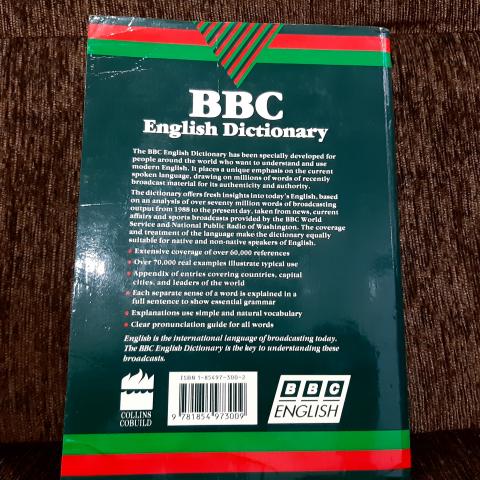 BBC
English Dictionary
The BBC English Dictionary has been specially developed for
people around the world who want to understand and use
modern English. It places a unique emphasis on the current
spoken language, drawing on millions of words of recently
broadcast material for its authenticity and authority.
The dictionary offers fresh insights into today's English, based
on an analysis of over seventy million words of broadcasting
output from 1988 to the present day, taken from news, current
affairs and sports broadcasts provided by the BBC World
Service and National Public Radio of Washington. The coverage
and treatment of the language make the dictionary equally
suitable for native and non-native speakers of English.
Extensive coverage of over 60,000 references
Over 70,000 real examples illustrate typical use
Appendix of entries covering countries, capital
cities, and leaders of the world
Each separate sense of a word is explained in a
full sentence to show essential grammar
Explanations use simple and natural vocabulary
Clear pronunciation guide for all words
English is the international language of broadcasting today.
The BBC English Dictionary is the key to understanding these
broadcasts.
COLLINS
COBUILD
ISBN 1-85497-300-2
9 781854 973009
BBC
ENGLISH